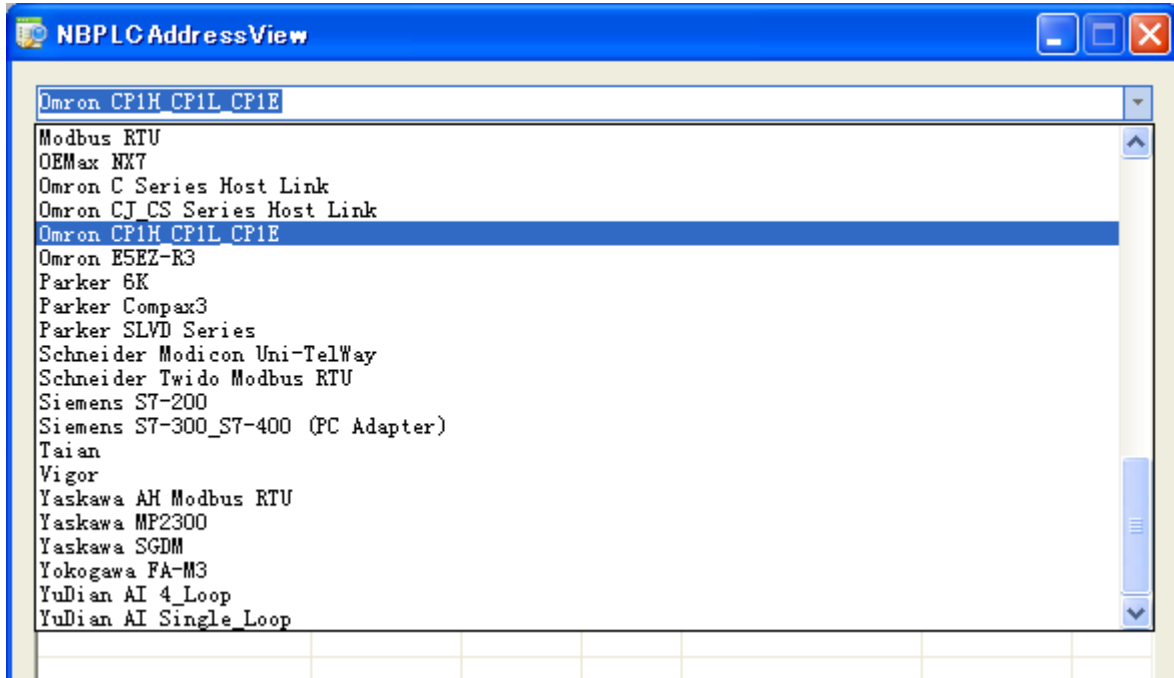 NBPLCAddressView
Omron CP1H_CP1L_CP1E
Modbus RTU
OEMax NX7
Omron C Series Host Link
Omron CJ_CS Series Host Link
Omron CP1H_CP1L_CP1E
Omron E5EZ-R3
Parker 6K
Parker Compax3
Parker SLVD Series
Schneider Modicon Uni-TelWay
Schneider Twido Modbus RTU
Siemens S7-200
Siemens S7-300_S7-400 (PC Adapter)
Taian
Vigor
Yaskawa AH Modbus RTU
Yaskawa MP2300
Yaskawa SGDM
Yokogawa FA-M3
YuDian AI 4_Loop
YuDian AI Single_Loop